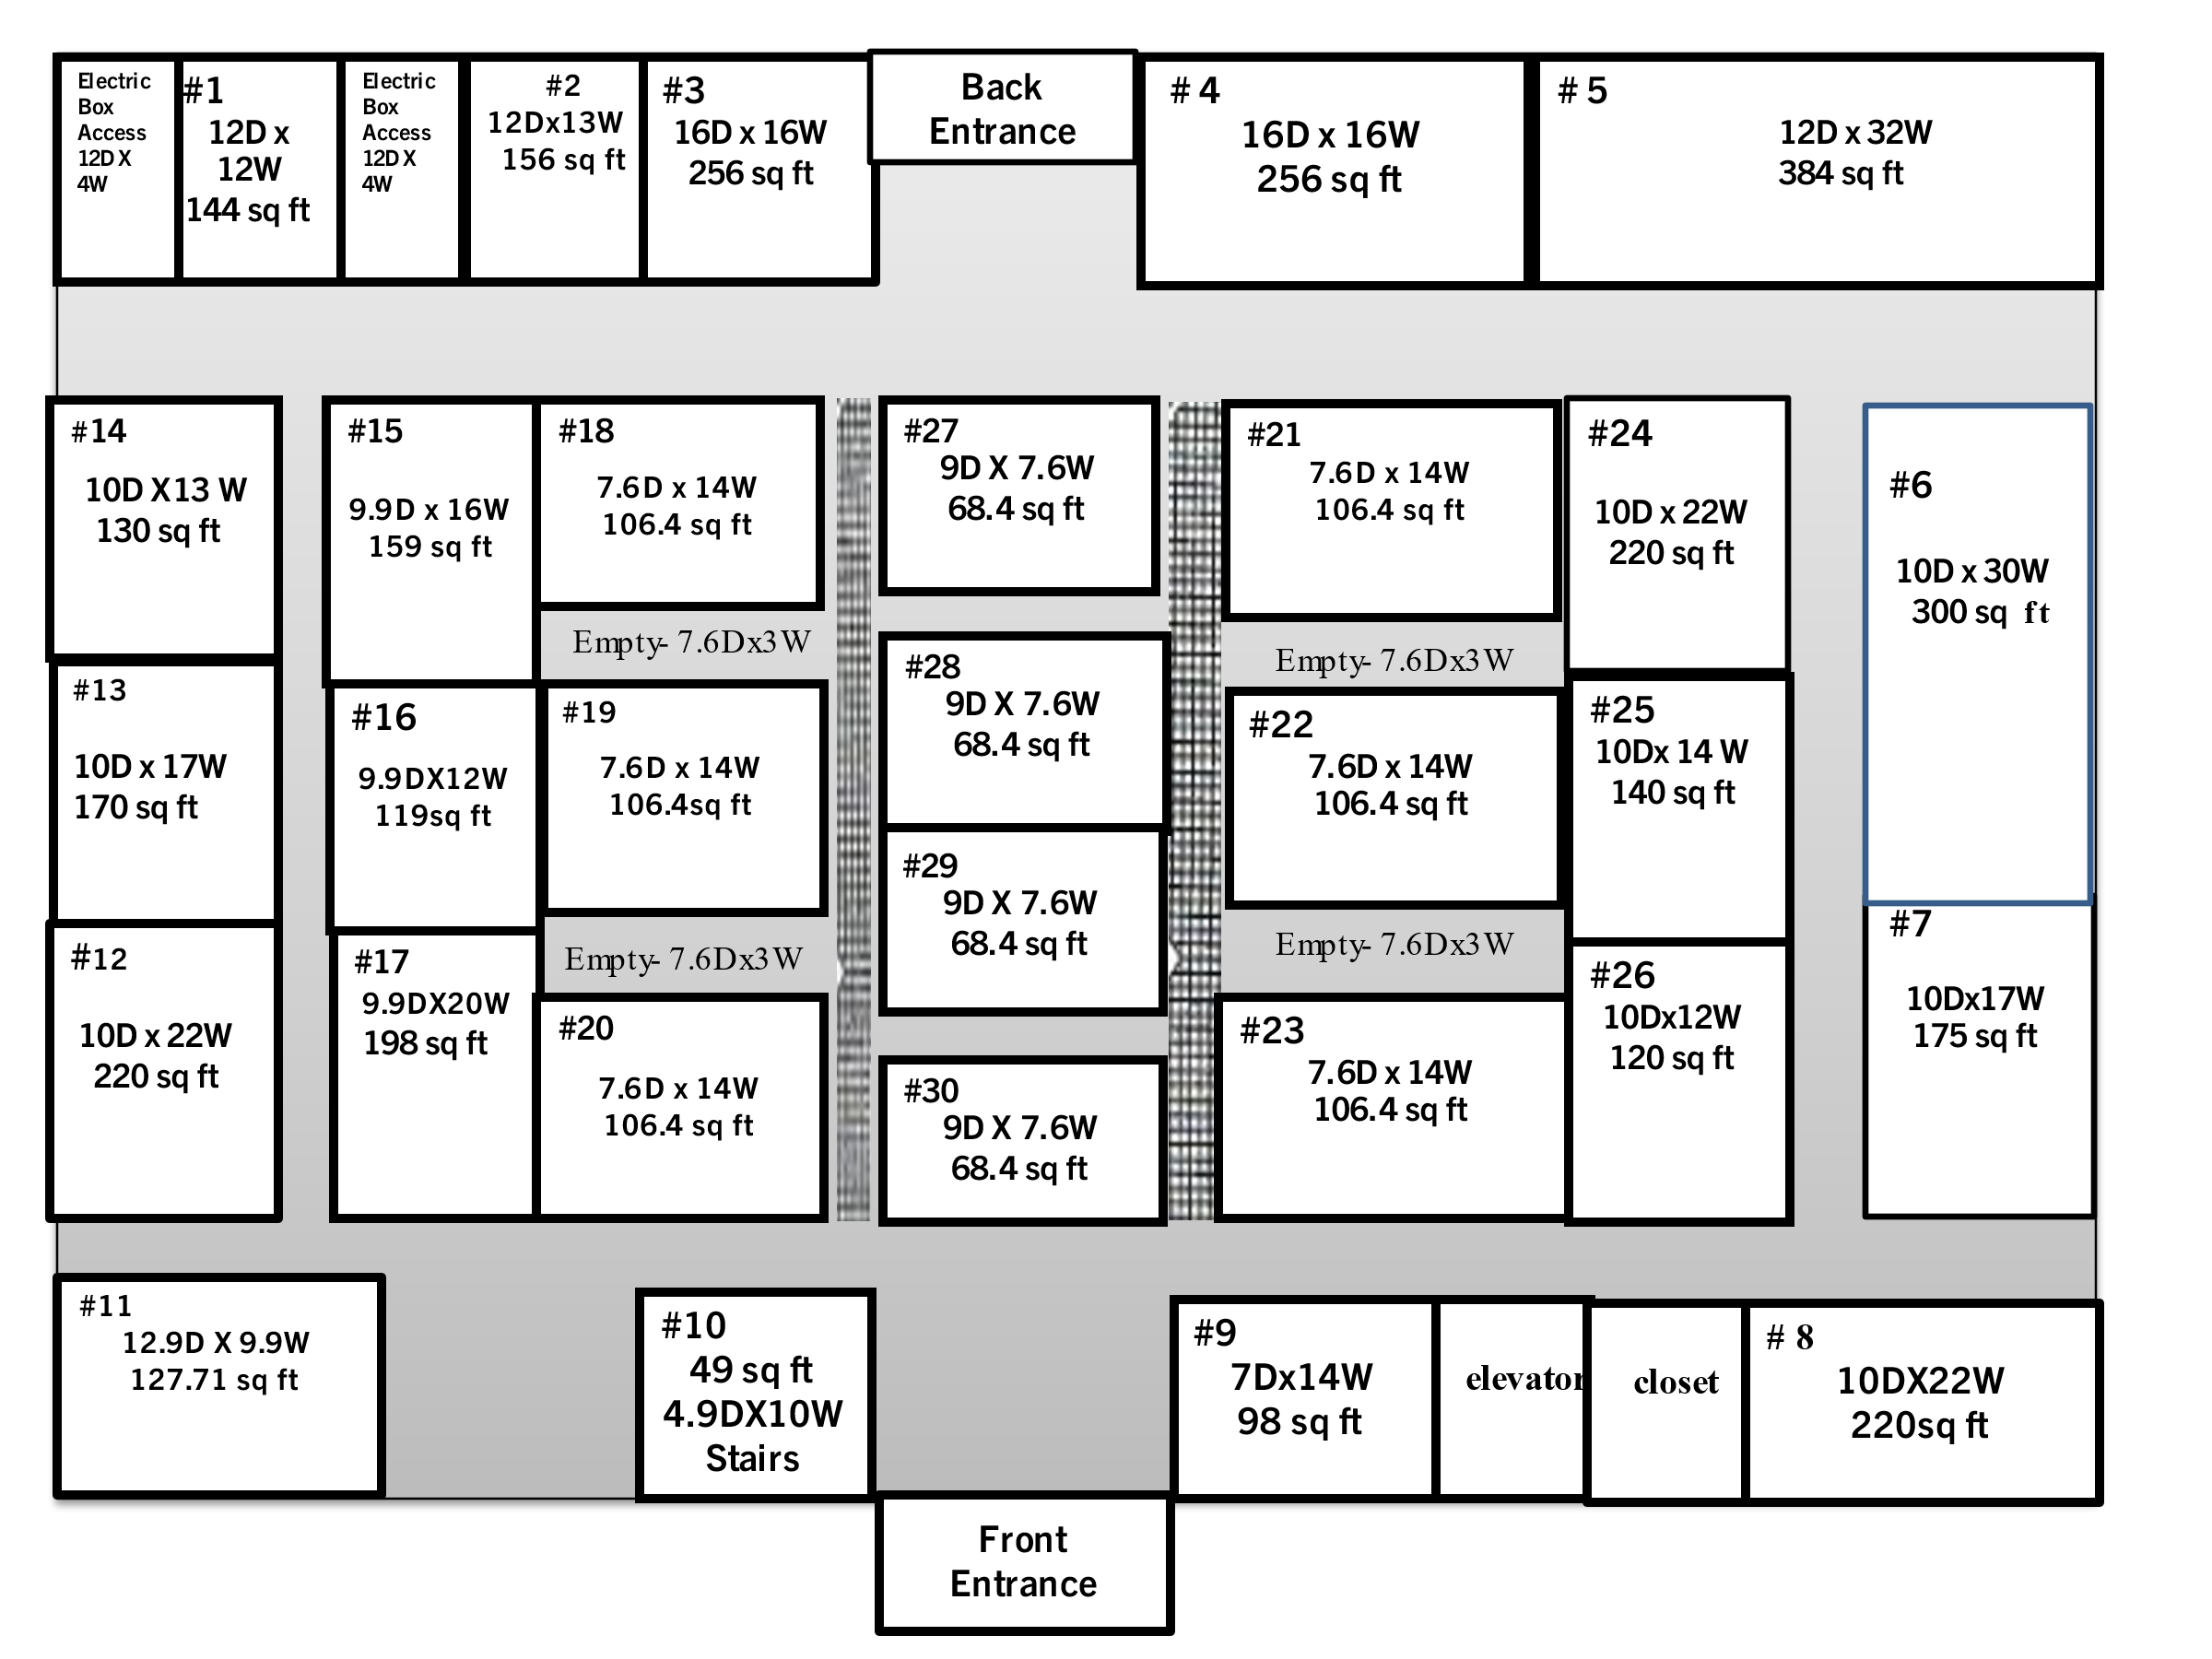 Electric
Box
Access
12D X
4W
#1
12D x
12W
144 sq ft
Electric
Box
Access
12D X
4W
#2
12Dx13W
156 sq ft
#3
16D x 16W
256 sq ft
Back
Entrance
# 4
16D x 16W
256 sq ft
# 5
12D x 32W
384 sq ft
#14
10D X13 W
130 sq ft
#15
9.9D x 16W
159 sq ft
#18
7.6D x 14W
106.4 sq ft
Empty- 7.6Dx3W
#27
9D X 7.6W
68.4 sq ft
#21
7.6D x 14W
106.4 sq ft
Empty- 7.6Dx3W
#24
10D x 22W
220 sq ft
#6
10D x 30W
300 sq ft
#13
10D x 17W
170 sq ft
#16
9.9DX12W
119sq ft
#19
7.6D x 14W
106.4sq ft
Empty- 7.6Dx3W
#28
9D X 7.6W
68.4 sq ft
#22
7.6D x 14W
106.4 sq ft
Empty- 7.6Dx3W
#25
10Dx 14 W
140 sq ft
#29
9D X 7.6W
68.4 sq ft
#7
10Dx17W
175 sq ft
#12
10D x 22W
220 sq ft
#17
9.9DX20W
198 sq ft
#20
7.6D x 14W
106.4 sq ft
#30
9D X 7.6W
68.4 sq ft
#23
7.6D x 14W
106.4 sq ft
#26
10Dx12W
120 sq ft
#11
12.9D X 9.9W
127.71 sq ft
#10
49 sq ft
4.9DX10W
Stairs
#9
7Dx14W
98 sq ft
elevator
closet
# 8
10DX22W
220sq ft
Front
Entrance